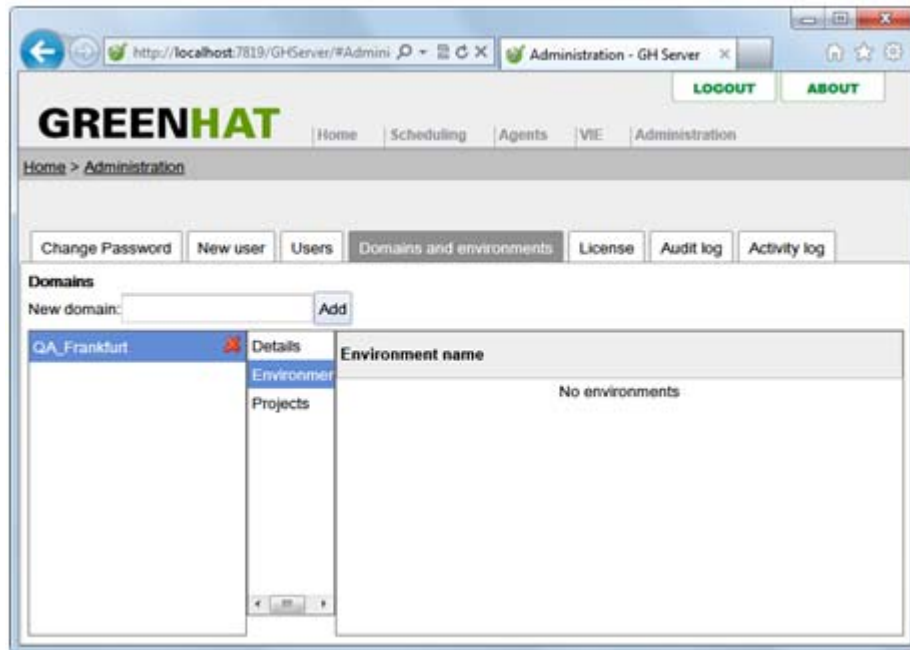 http://localhost:7819/GHServer/#Admini
Administration - GH Server
LOGOUT
ABOUT
GREENHAT
Home
Scheduling
Agents
VIE
Administration
Home > Administration
Change Password
New user
Users
Domains and environments
License
Audit log
Activity log
Domains
New domain:
Add
QA_Frankfurt
Details
Environmer
Projects
Environment name
No environments